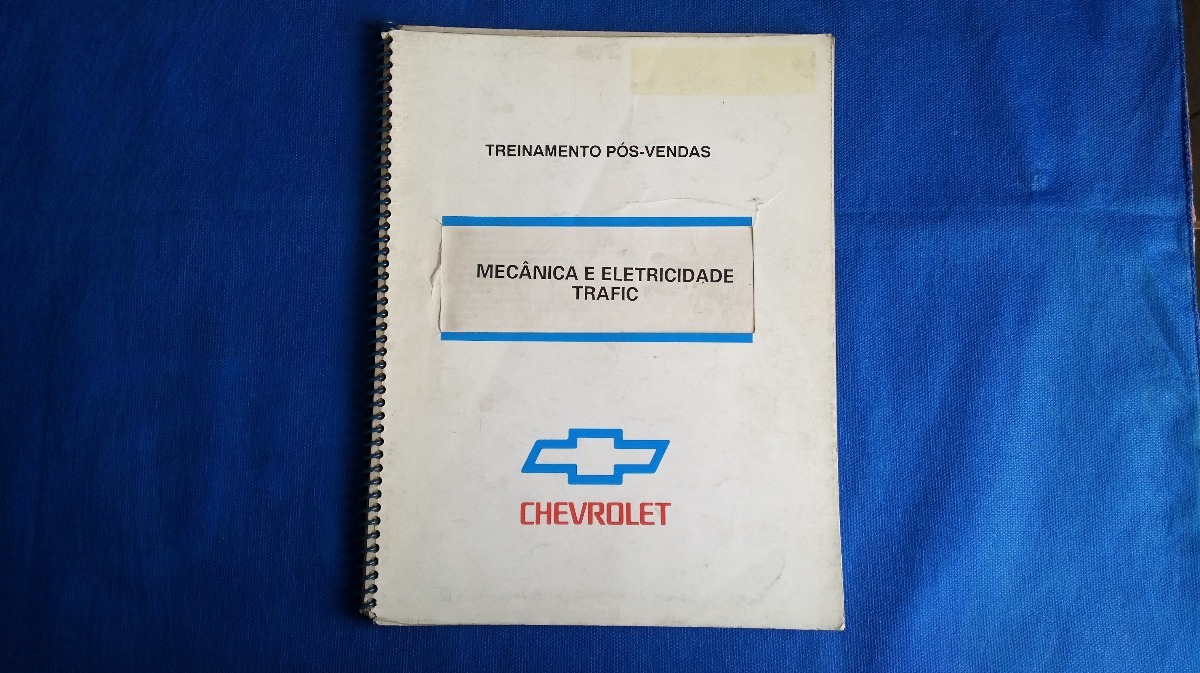 TREINAMENTO PÓS-VENDAS
MECÂNICA E ELETRICIDADE
TRAFIC
CHEVROLET